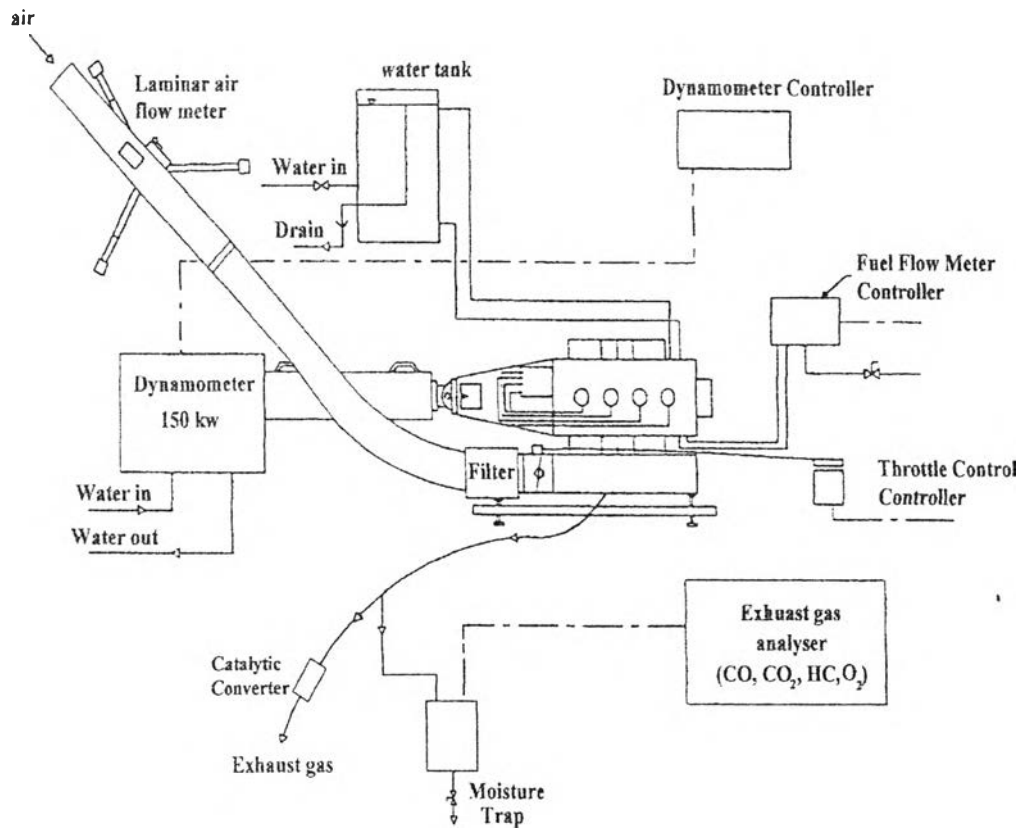 air
Laminar air
flow meter
water tank
Dynamometer Controller
Water in
Drain
Fuel Flow Meter
Controller
Dynamometer
150 kw
Filter
Throttle Control
Controller
Water in
Water out
Exhuast gas
analyser
(CO, CO₂, HC,O₂)
Catalytic
Converter
Exhaust gas
Moisture
Trap